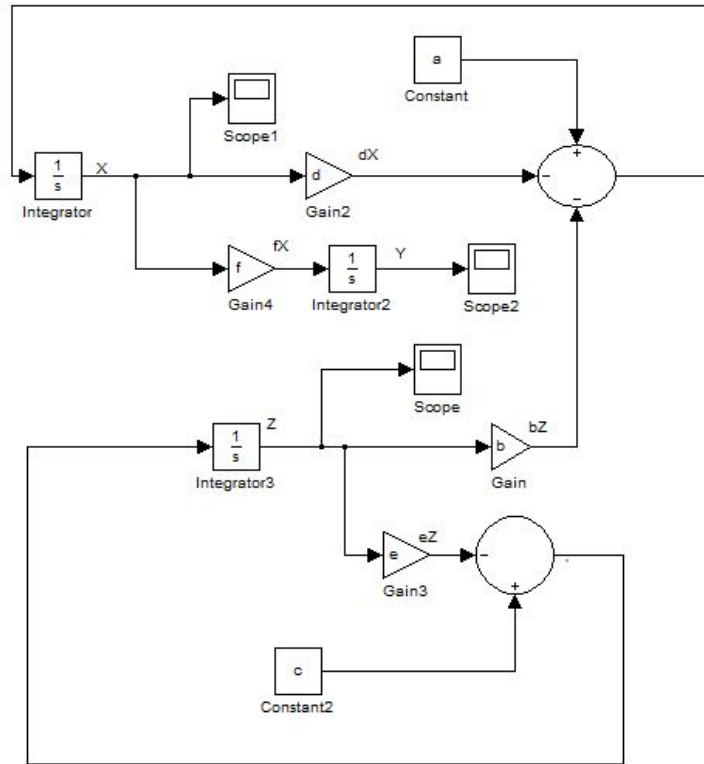 a
Constant
+
-
-
Scope1
1
s
X
Integrator
d
dX
Gain2
f
fX
Gain4
1
s
Y
Integrator2
Scope2
Scope
1
s
Z
Integrator3
b
bZ
Gain
e
eZ
Gain3
-
+
c
Constant2